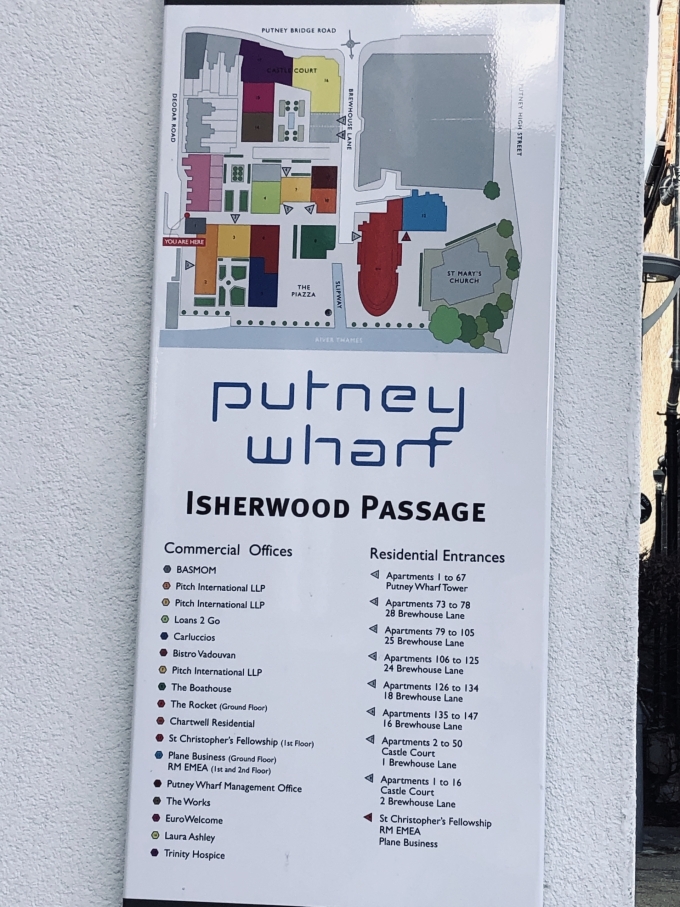 PUTNEY BRIDGE ROAD
CASTLE COURT
DEODAR ROAD
BREWHOUSE LANE
PUTNEY HIGH STREET
YOU ARE HERE
THE
PIAZZA
SLIPWAY
ST MARY'S
CHURCH
RIVER THAMES
putney
wharf
ISHERWOOD PASSAGE
Commercial Offices
BASMOM
Pitch International LLP
Pitch International LLP
Loans 2 Go
Carluccios
Bistro Vadouvan
Pitch International LLP
The Boathouse
The Rocket (Ground Floor)
Chartwell Residential
St Christopher's Fellowship (1st Floor)
Plane Business (Ground Floor)
RM EMEA (1st and 2nd Floor)
Putney Wharf Management Office
The Works
EuroWelcome
Laura Ashley
Trinity Hospice
Residential Entrances
Apartments 1 to 67
Putney Wharf Tower
Apartments 73 to 78
28 Brewhouse Lane
Apartments 79 to 105
25 Brewhouse Lane
Apartments 106 to 125
24 Brewhouse Lane
Apartments 126 to 134
18 Brewhouse Lane
Apartments 135 to 147
16 Brewhouse Lane
Apartments 2 to 50
Castle Court
1 Brewhouse Lane
Apartments 1 to 16
Castle Court
2 Brewhouse Lane
St Christopher's Fellowship
RM EMEA
Plane Business